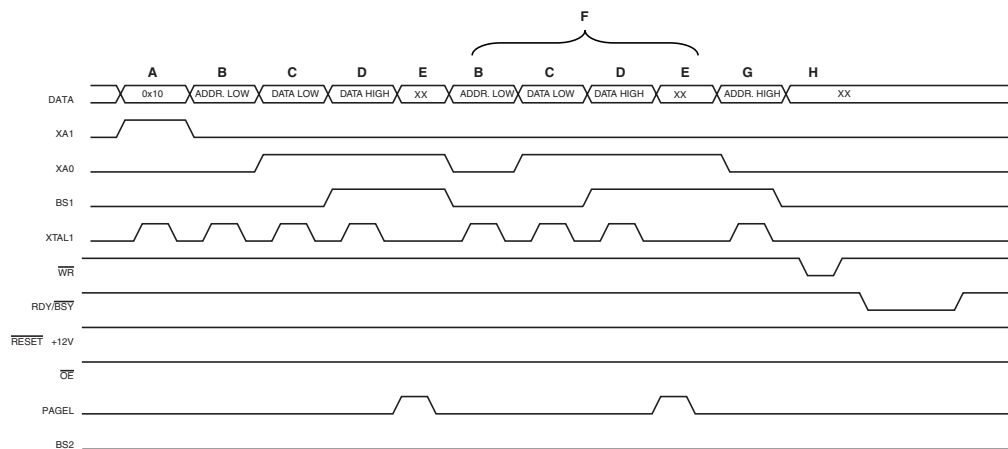 F
A B C D E B C D E G H
DATA 0x10 ADDR. LOW DATA LOW DATA HIGH XX ADDR. LOW DATA LOW DATA HIGH XX ADDR. HIGH XX
XA1
XA0
BS1
XTAL1
WR
RDY/BSY
RESET +12V
OE
PAGEL
BS2